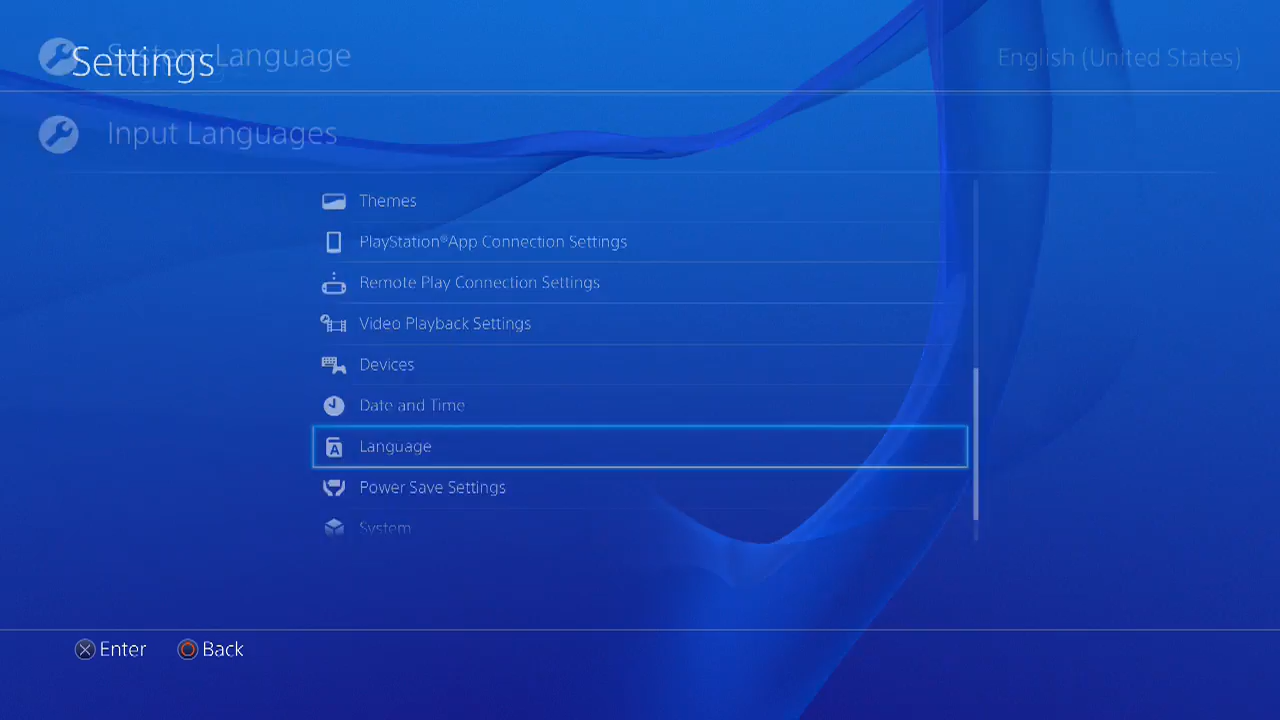 Settings
System Language
English (United States)
Input Languages
Themes
PlayStation®App Connection Settings
Remote Play Connection Settings
Video Playback Settings
Devices
Date and Time
Language
Power Save Settings
System
Enter
Back